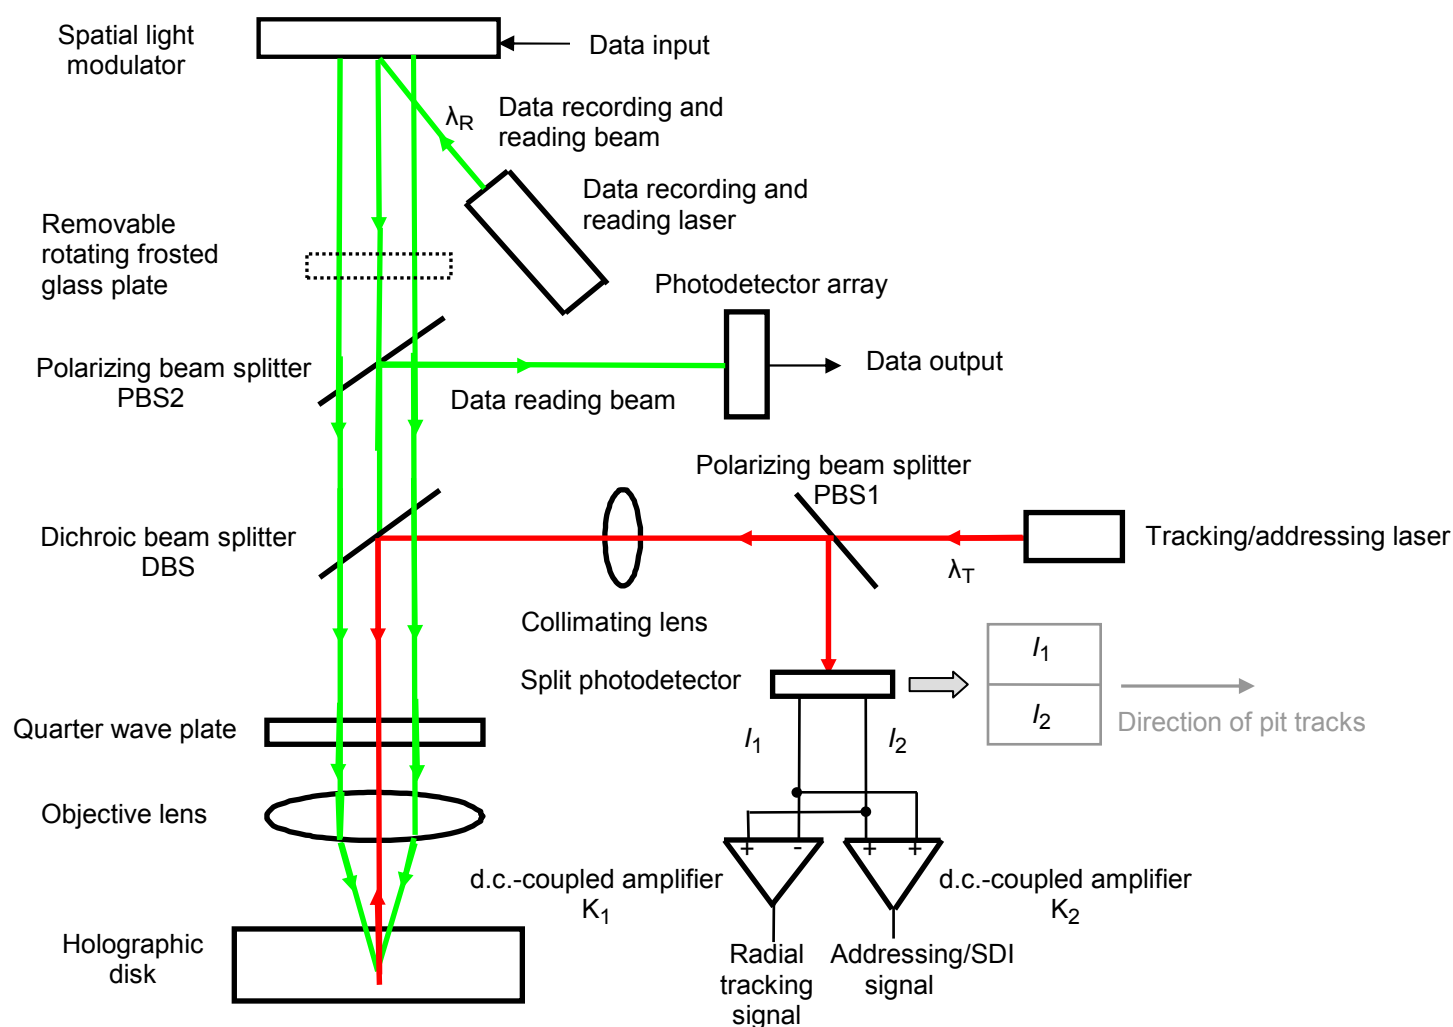 Spatial light
modulator
Data input
λR
Data recording and
reading beam
Data recording and
reading laser
Removable
rotating frosted
glass plate
Photodetector array
Polarizing beam splitter
PBS2
Data output
Data reading beam
Polarizing beam splitter
PBS1
Dichroic beam splitter
DBS
Tracking/addressing laser
λT
Collimating lens
Split photodetector
I1
I2
Direction of pit tracks
Quarter wave plate
I1
I2
Objective lens
+
-
+
+
d.c.-coupled amplifier
K1
d.c.-coupled amplifier
K2
Holographic
disk
Radial
tracking
signal
Addressing/SDI
signal